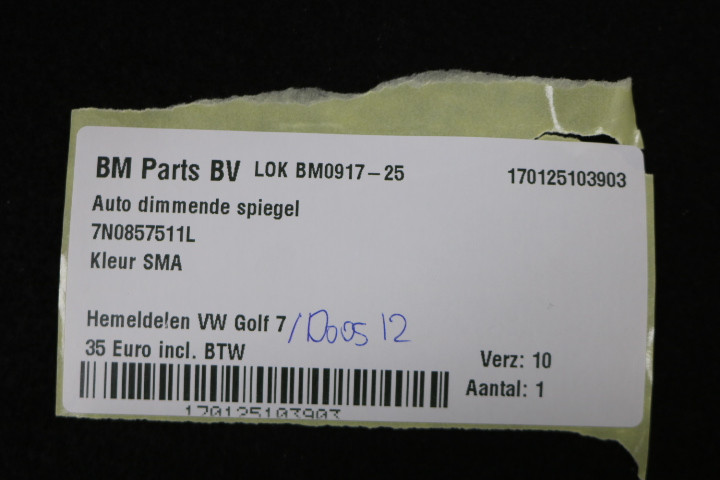 BM Parts BV LOK BM0917-25 170125103903
Auto dimmende spiegel
7N0857511L
Kleur SMA
Hemeldelen VW Golf 7 /Doos 12
35 Euro incl. BTW
Verz: 10
Aantal: 1
170125103903